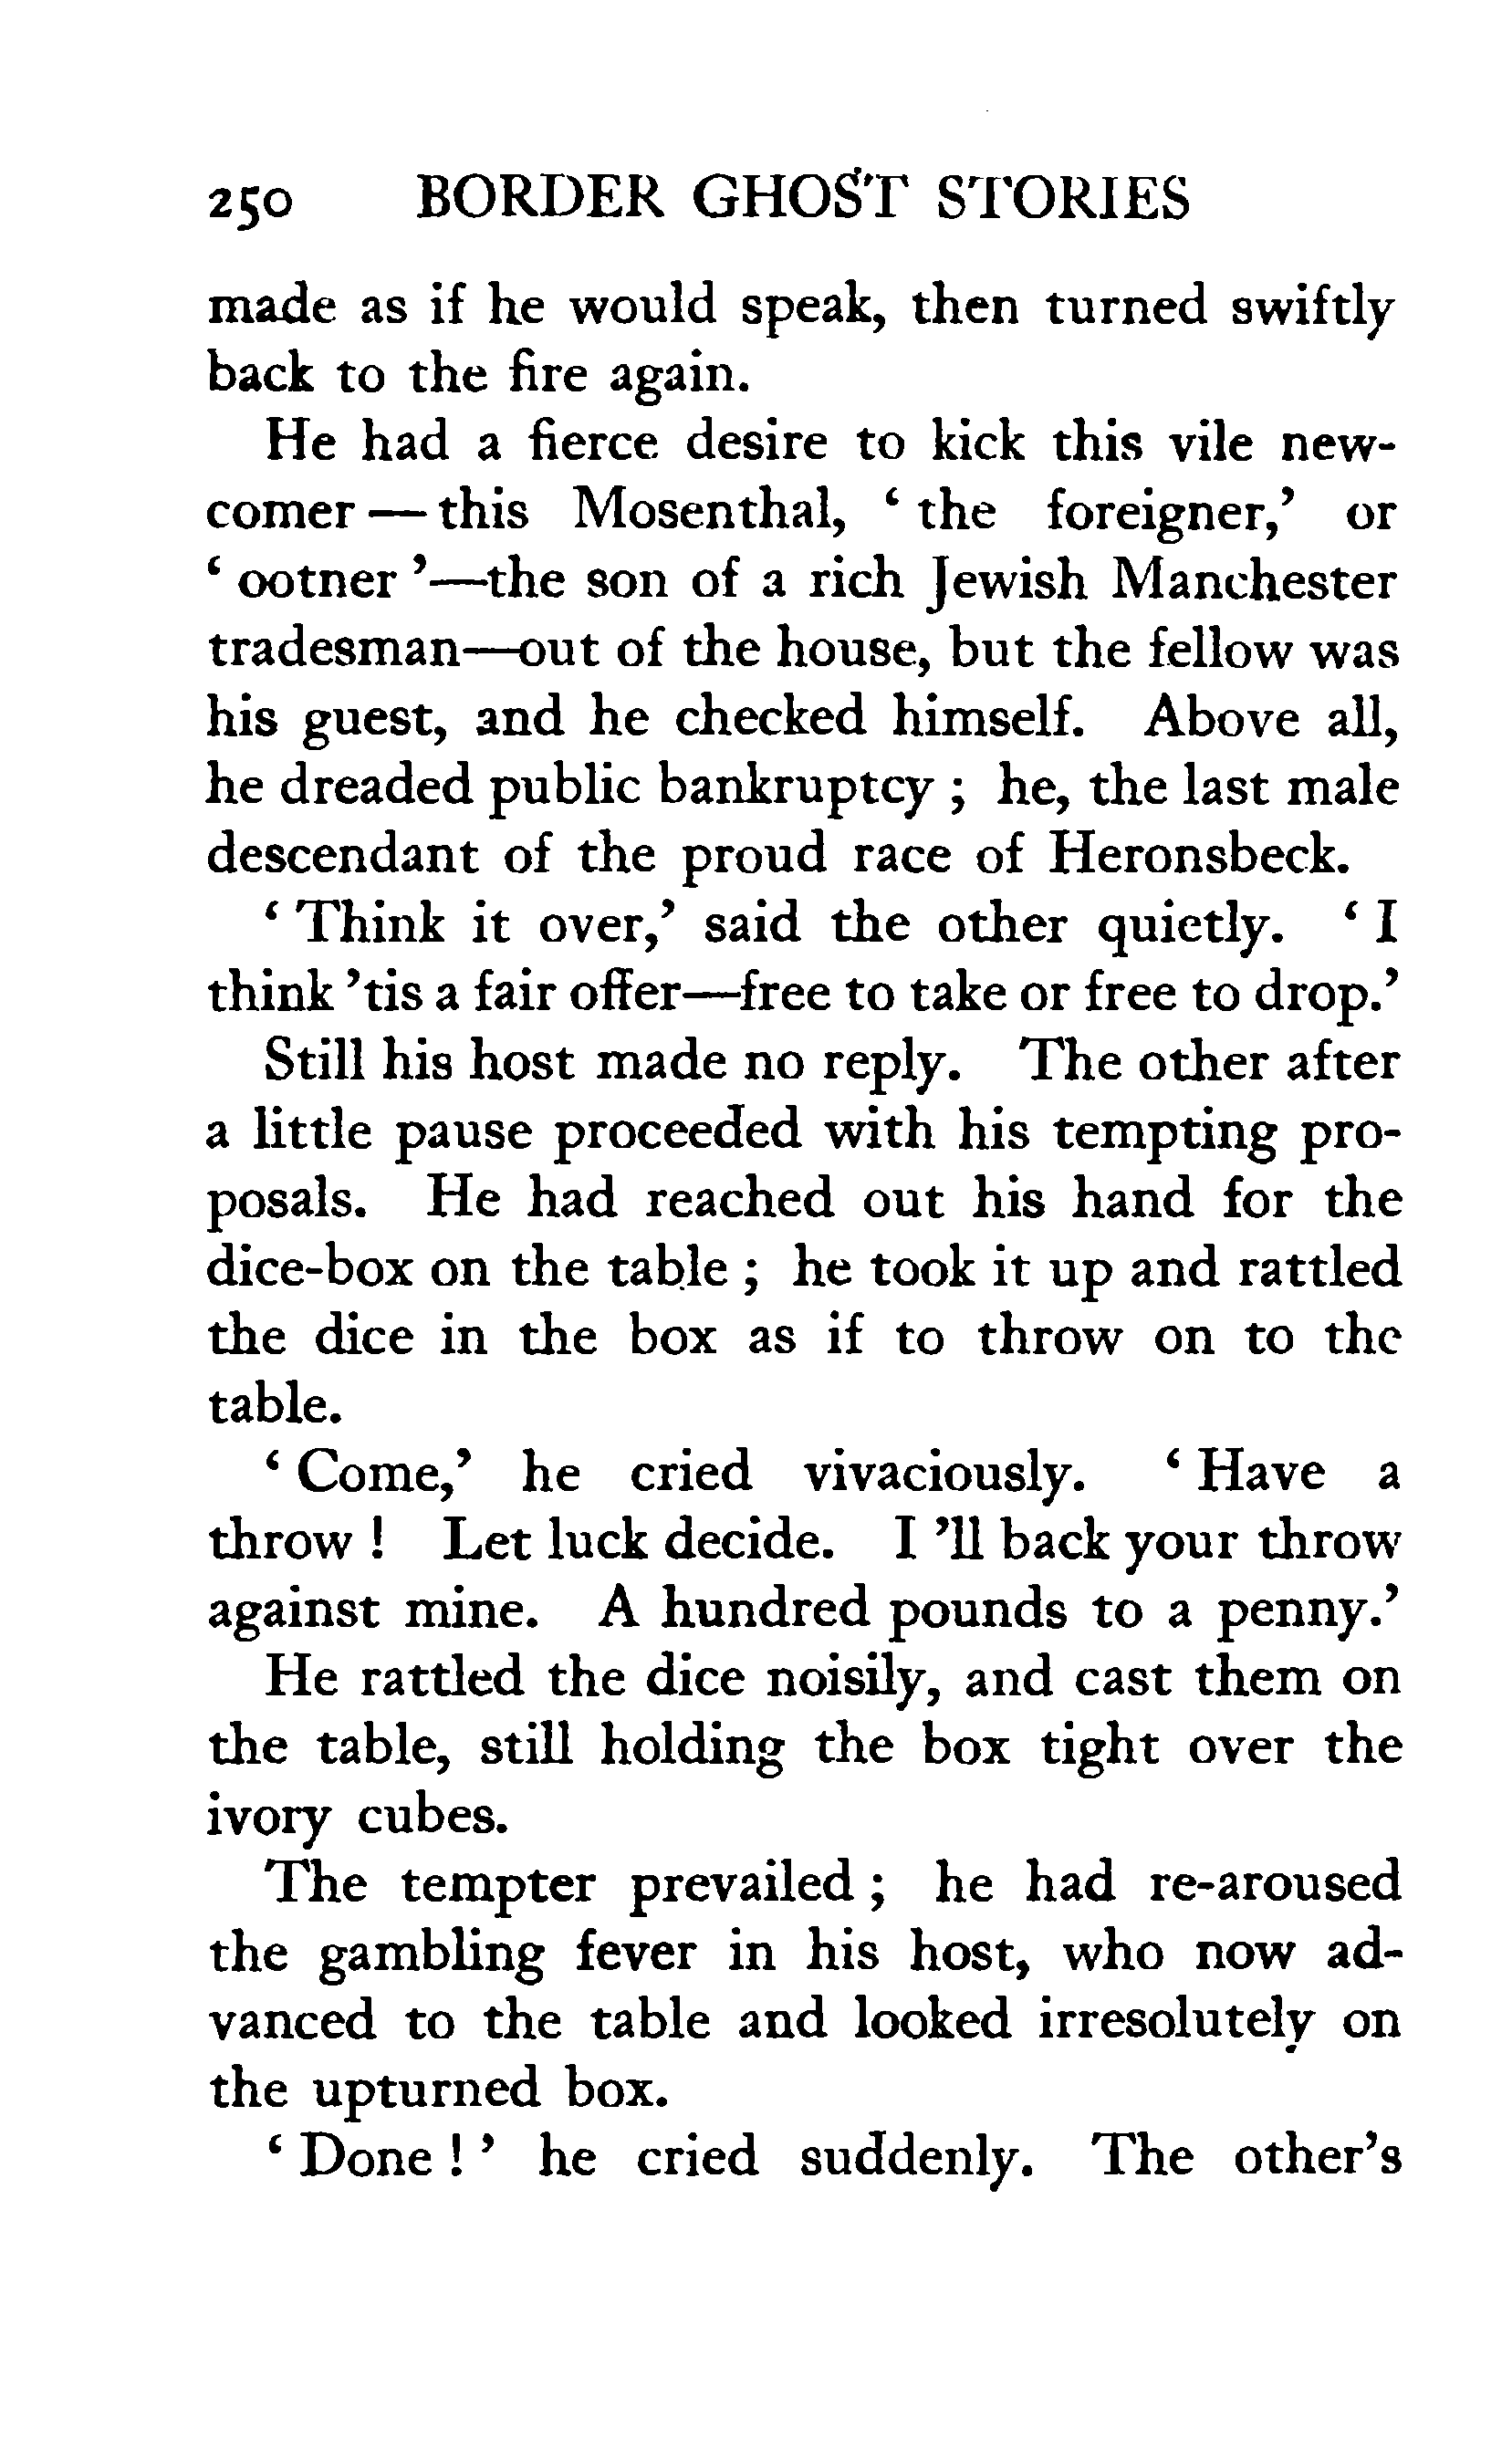 250 BORDER GHOST STORIES
made as if he would speak, then turned swiftly
back to the fire again.
He had a fierce desire to kick this vile new-
comer — this Mosenthal, ‘ the foreigner,’ or
‘ ootner ’—the son of a rich Jewish Manchester
tradesman—out of the house, but the fellow was
his guest, and he checked himself. Above all,
he dreaded public bankruptcy ; he, the last male
descendant of the proud race of Heronsbeck.
‘ Think it over,’ said the other quietly. ‘ I
think ’tis a fair offer—free to take or free to drop.’
Still his host made no reply. The other after
a little pause proceeded with his tempting pro-
posals. He had reached out his hand for the
dice-box on the table ; he took it up and rattled
the dice in the box as if to throw on to the
table.
‘ Come,’ he cried vivaciously. ‘ Have a
throw ! Let luck decide. I ’ll back your throw
against mine. A hundred pounds to a penny.’
He rattled the dice noisily, and cast them on
the table, still holding the box tight over the
ivory cubes.
The tempter prevailed ; he had re-aroused
the gambling fever in his host, who now ad-
vanced to the table and looked irresolutely on
the upturned box.
‘ Done ! ’ he cried suddenly. The other’s